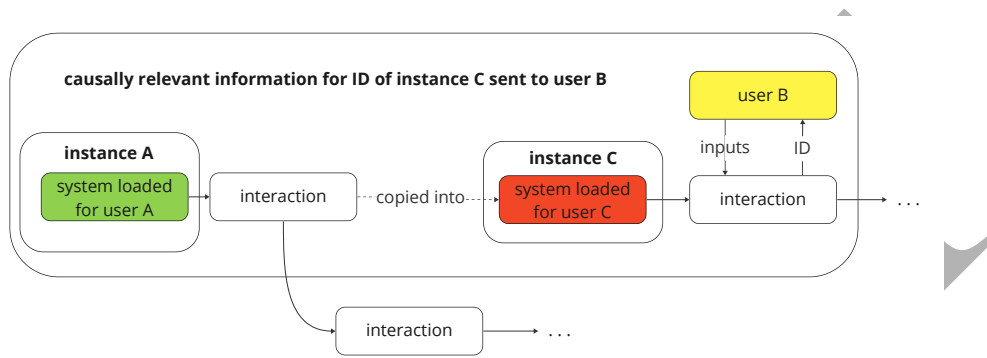 causally relevant information for ID of instance C sent to user B
user B
inputs
ID
instance A
system loaded
for user A
interaction
copied into
instance C
system loaded
for user C
interaction
. . .
interaction
. . .